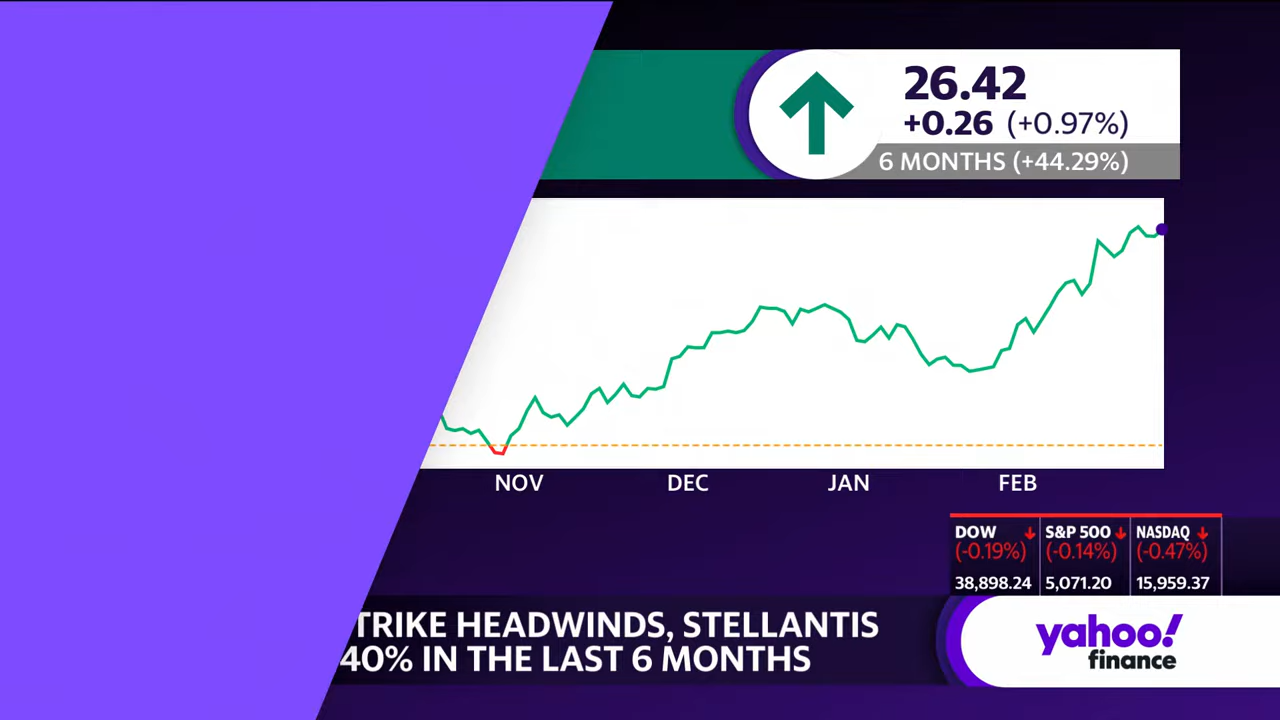 26.42
+0.26 (+0.97%)
6 MONTHS (+44.29%)
NOV DEC JAN FEB
DOW S&P 500 NASDAQ
(-0.19%) (-0.14%) (-0.47%)
38,898.24 5,071.20 15,959.37
TRIKE HEADWINDS, STELLANTIS
40% IN THE LAST 6 MONTHS
yahoo!
finance